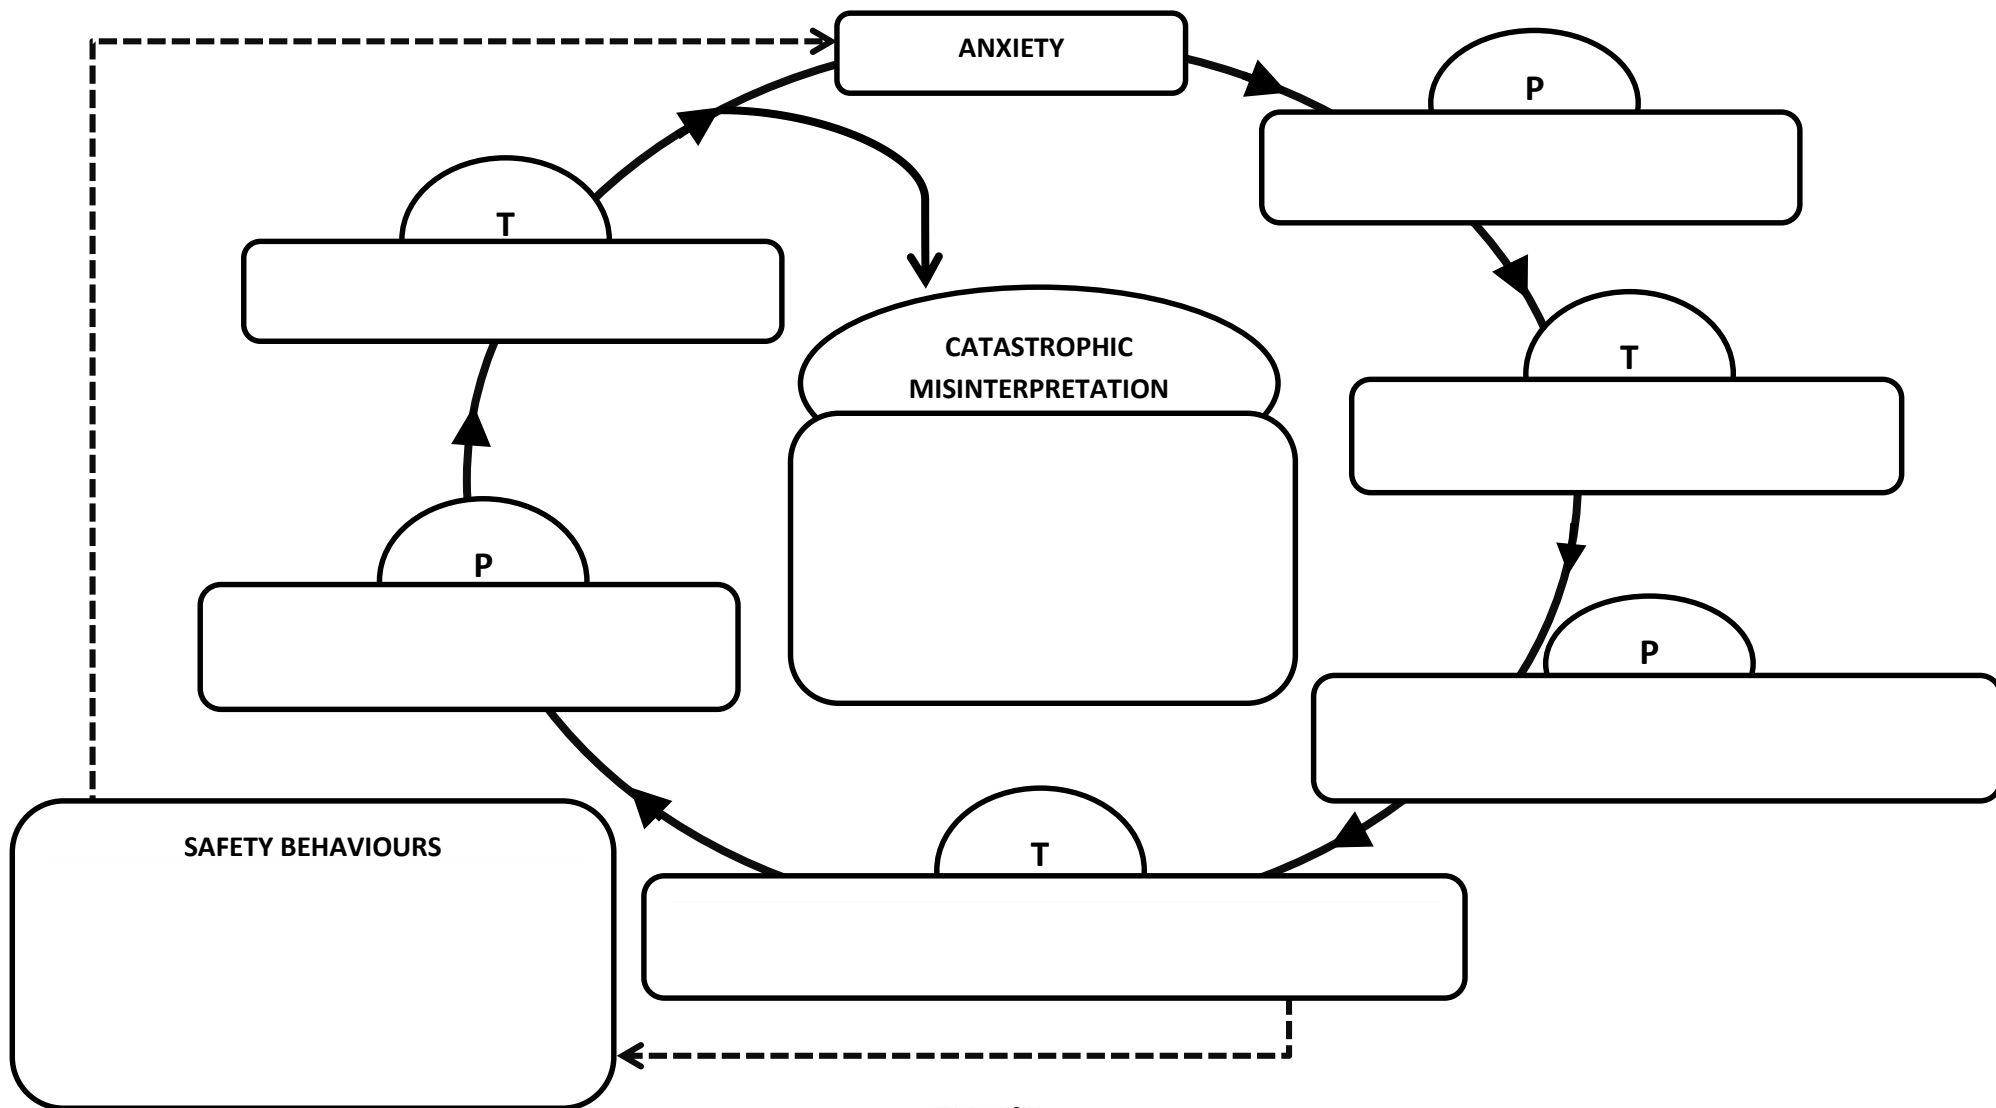 ANXIETY
P
T
T
CATASTROPHIC
MISINTERPRETATION
P
P
T
SAFETY BEHAVIOURS